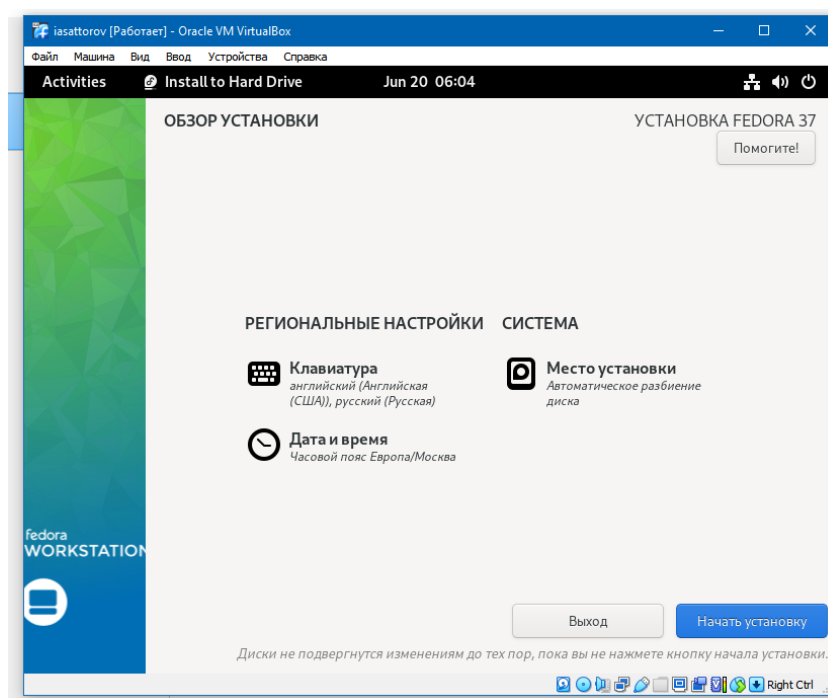 iasattorov [Работает] - Oracle VM VirtualBox
Файл Машина Вид Ввод Устройства Справка
Activities Install to Hard Drive Jun 20 06:04
ОБЗОР УСТАНОВКИ
УСТАНОВКА FEDORA 37
Помогите!
РЕГИОНАЛЬНЫЕ НАСТРОЙКИ
Клавиатура
английский (Английская
(США)), русский (Русская)
Дата и время
Часовой пояс Европа/Москва
СИСТЕМА
Место установки
Автоматическое разбиение
диска
fedora
WORKSTATION
Выход
Начать установку
Диски не подвергнутся изменениям до тех пор, пока вы не нажмете кнопку начала установки.
Right Ctrl